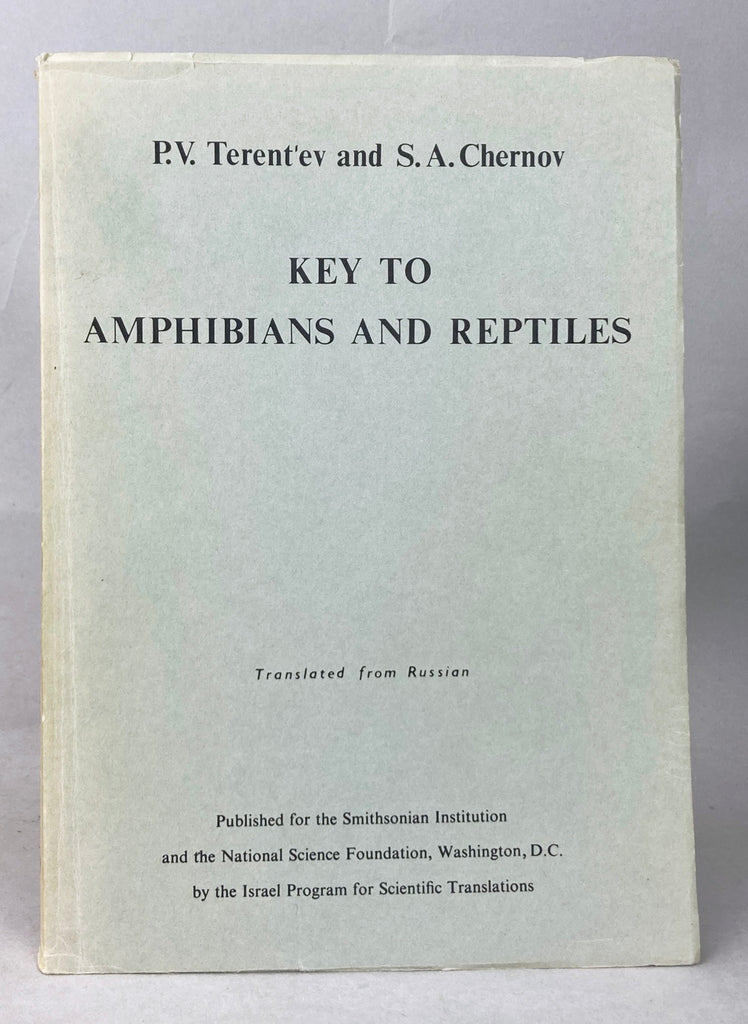 P.V. Terent'ev and S.A. Chernov
KEY TO
AMPHIBIANS AND REPTILES
Translated from Russian
Published for the Smithsonian Institution
and the National Science Foundation, Washington, D.C.
by the Israel Program for Scientific Translations